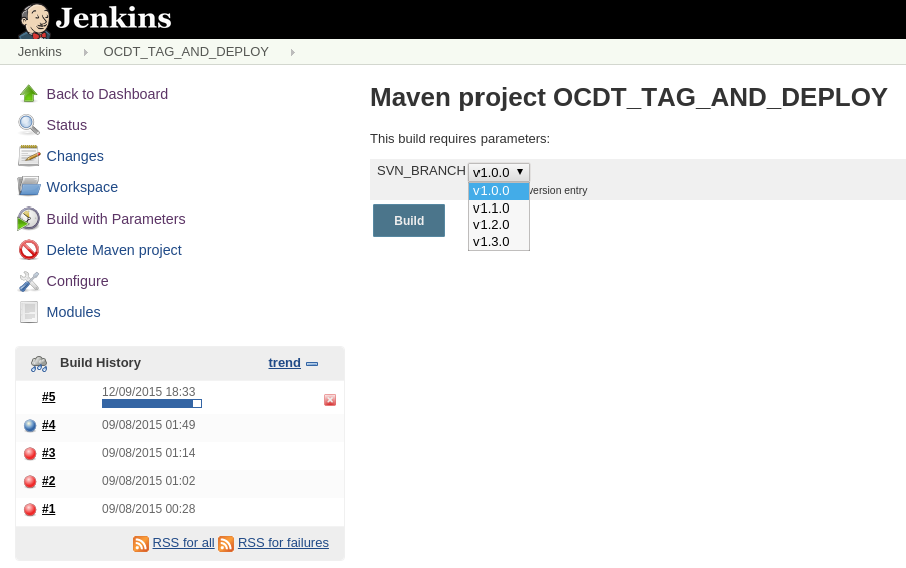 Jenkins
Jenkins OCDT_TAG_AND_DEPLOY
Back to Dashboard
Status
Changes
Workspace
Build with Parameters
Delete Maven project
Configure
Modules
Build History trend
#5 12/09/2015 18:33
#4 09/08/2015 01:49
#3 09/08/2015 01:14
#2 09/08/2015 01:02
#1 09/08/2015 00:28
RSS for all RSS for failures
Maven project OCDT_TAG_AND_DEPLOY
This build requires parameters:
SVN_BRANCH v1.0.0
v1.0.0 version entry
v1.1.0
v1.2.0
v1.3.0
Build